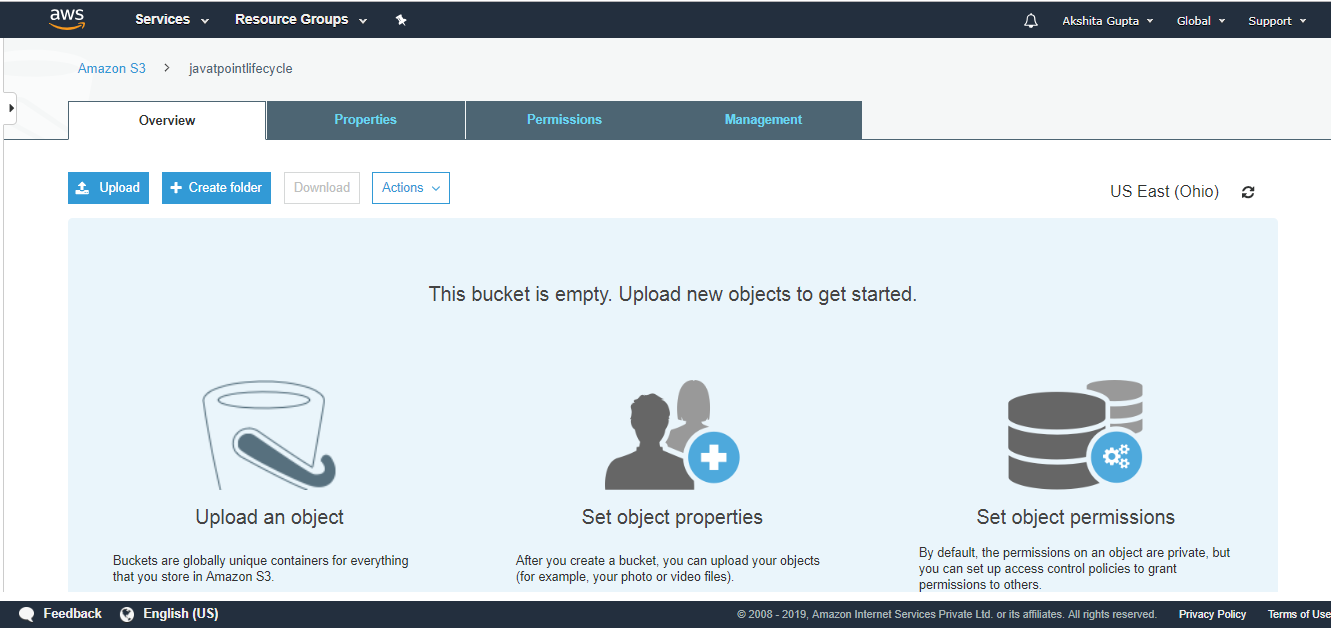 aws Services Resource Groups Akshita Gupta Global Support
Amazon S3 > javatpointlifecycle
Overview Properties Permissions Management
Upload Create folder Download Actions US East (Ohio)
This bucket is empty. Upload new objects to get started.
Upload an object
Buckets are globally unique containers for everything
that you store in Amazon S3.
Set object properties
After you create a bucket, you can upload your objects
(for example, your photo or video files).
Set object permissions
By default, the permissions on an object are private, but
you can set up access control policies to grant
permissions to others.
Feedback English (US) © 2008 - 2019, Amazon Internet Services Private Ltd. or its affiliates. All rights reserved. Privacy Policy Terms of Use